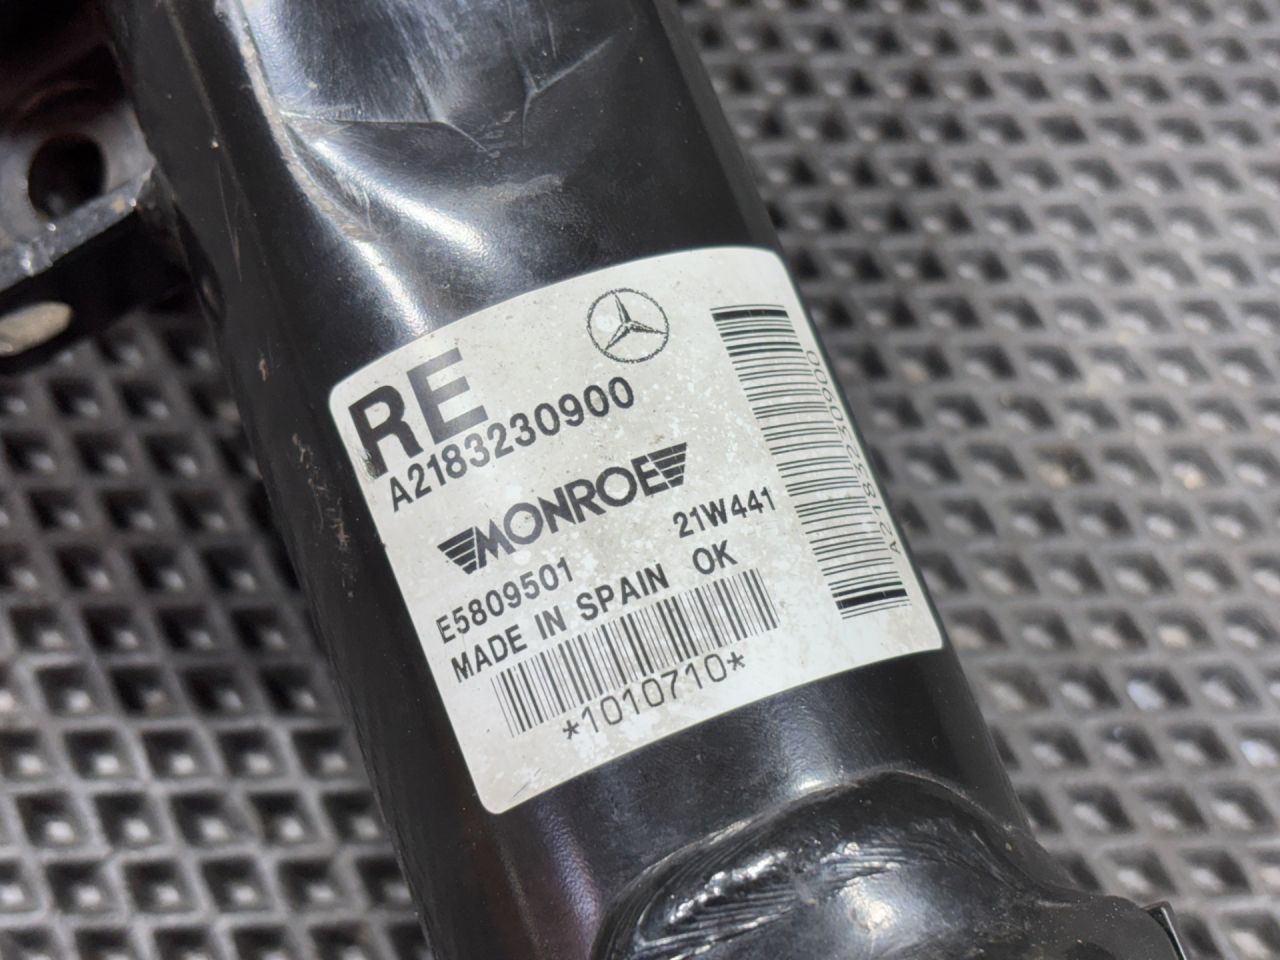 RE
A2183230900
MONROE
E5809501 21W441
MADE IN SPAIN OK
*1010710*
A2183230900